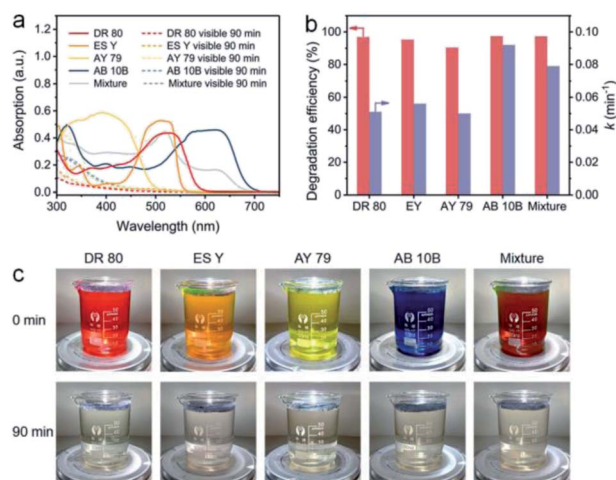 a
Absorption (a.u.)
1.2
1.0
0.8
0.6
0.4
0.2
0.0
DR 80
ES Y
AY 79
AB 10B
Mixture
DR 80 visible 90 min
ES Y visible 90 min
AY 79 visible 90 min
AB 10B visible 90 min
Mixture visible 90 min
300
400
500
600
700
Wavelength (nm)
b
Degradation efficiency (%)
100
80
60
40
20
0
0.10
0.08
0.06
0.04
0.02
0.00
k (min⁻¹)
DR 80
EY
AY 79
AB 10B
Mixture
c
DR 80
ES Y
AY 79
AB 10B
Mixture
0 min
90 min